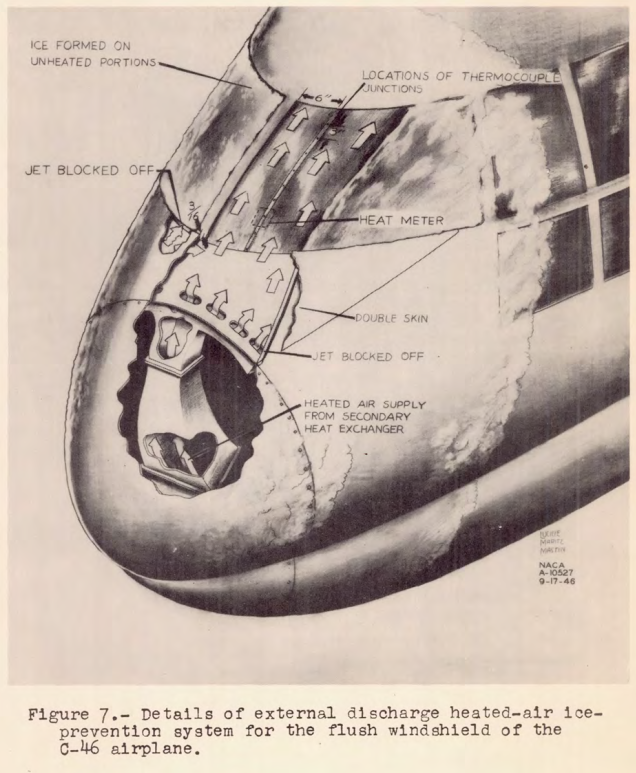 ICE FORMED ON
UNHEATED PORTIONS
LOCATIONS OF THERMOCOUPLE
JUNCTIONS
6"
3"
JET BLOCKED OFF
3/16
HEAT METER
DOUBLE SKIN
JET BLOCKED OFF
HEATED AIR SUPPLY
FROM SECONDARY
HEAT EXCHANGER
NACA
A-10527
9-17-46
Figure 7.- Details of external discharge heated-air ice-
prevention system for the flush windshield of the
C-46 airplane.